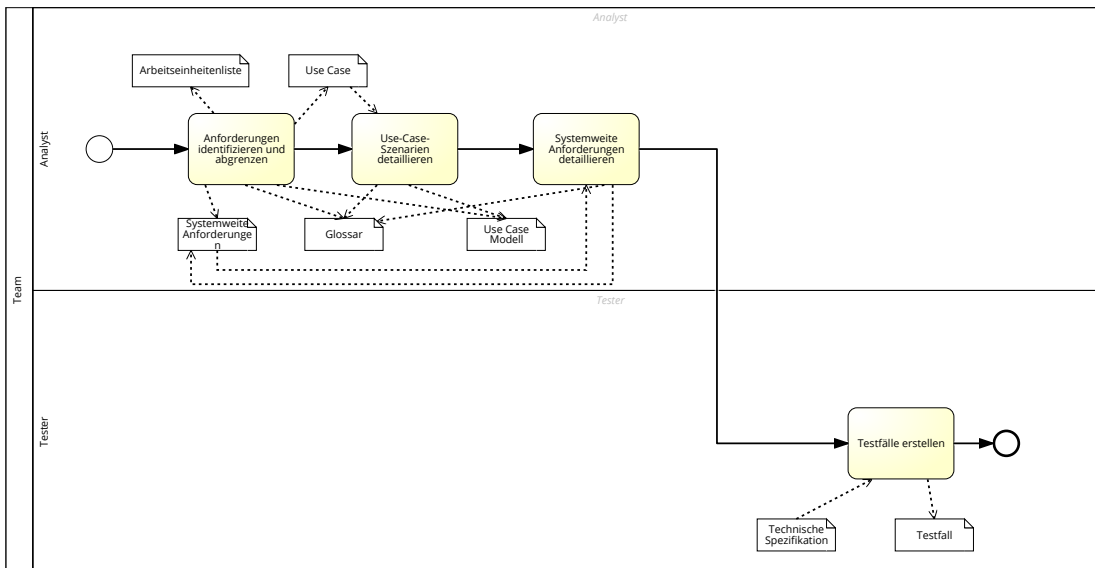 Analyst
Arbeitseinheitenliste
Use Case
Team
Analyst
Anforderungen
identifizieren und
abgrenzen
Use-Case-
Szenarien
detaillieren
Systemweite
Anforderungen
detaillieren
Systemweite
Anforderunge
n
Glossar
Use Case
Modell
Tester
Tester
Testfälle erstellen
Technische
Spezifikation
Testfall